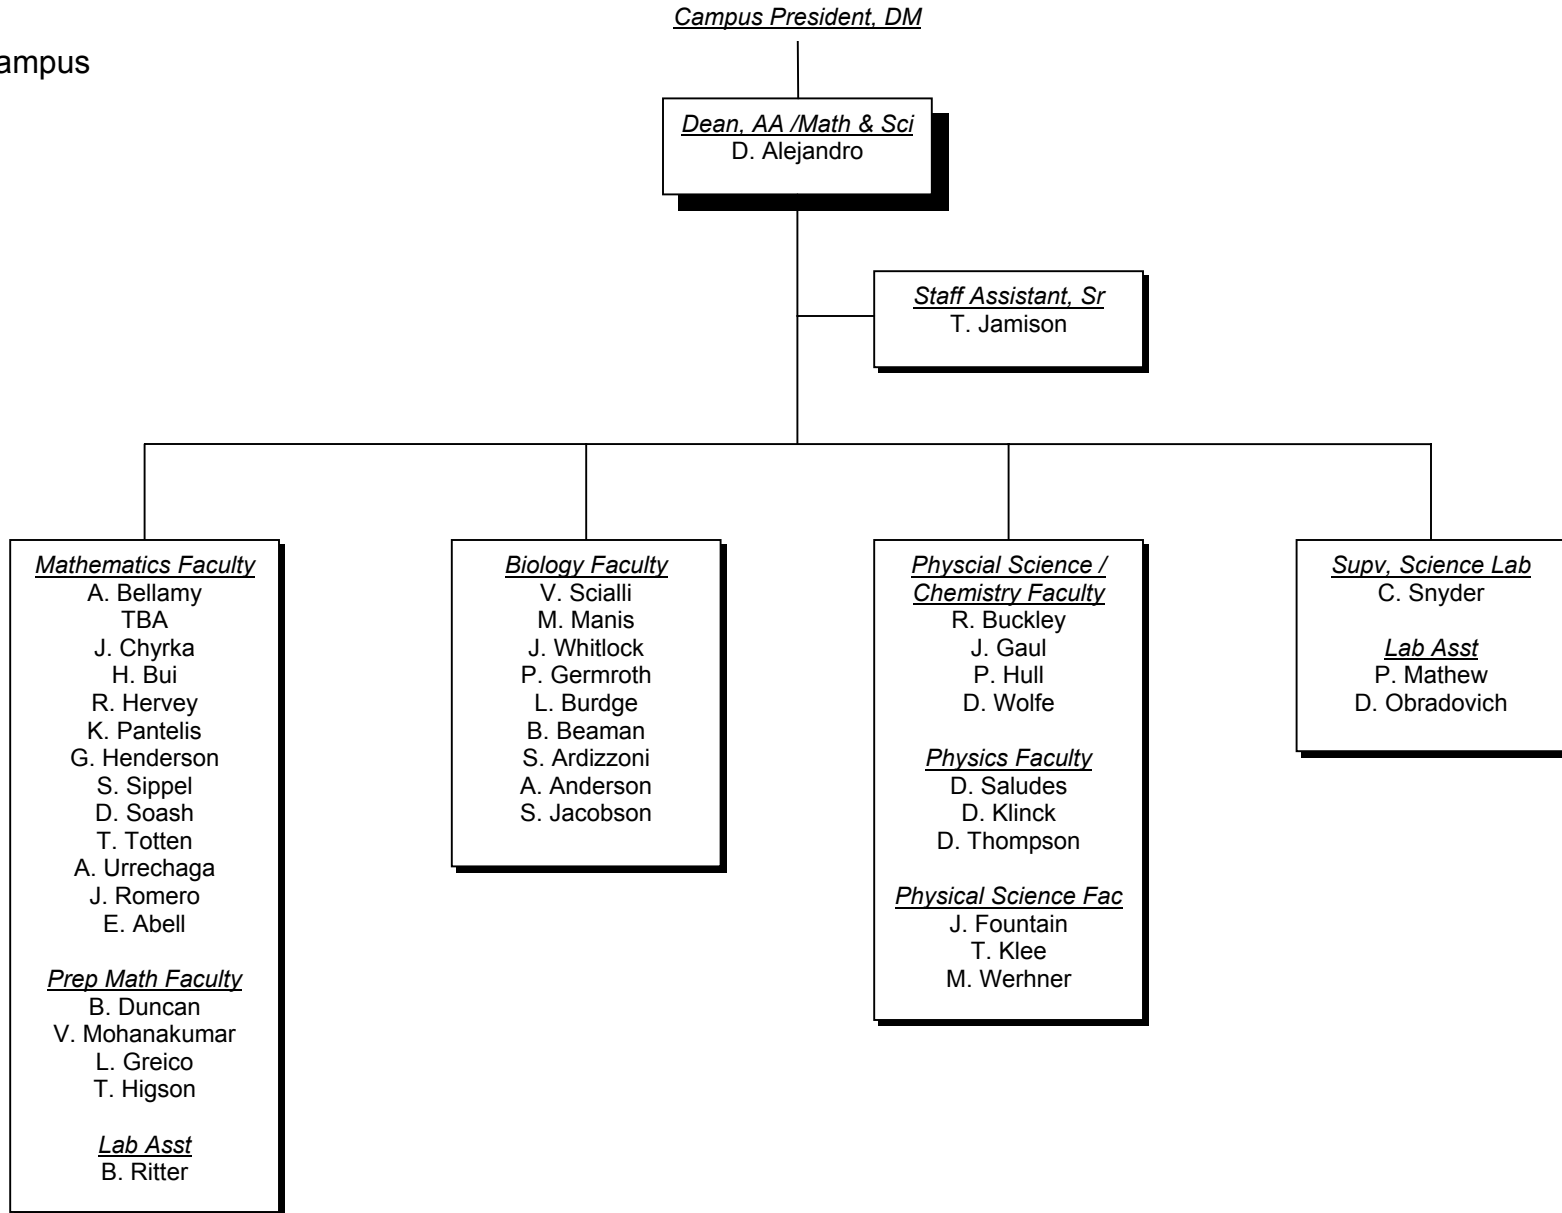 Campus President, DM
ampus
Dean, AA /Math & Sci
D. Alejandro
Staff Assistant, Sr
T. Jamison
Mathematics Faculty
A. Bellamy
TBA
J. Chyrka
H. Bui
R. Hervey
K. Pantelis
G. Henderson
S. Sippel
D. Soash
T. Totten
A. Urrechaga
J. Romero
E. Abell
Prep Math Faculty
B. Duncan
V. Mohanakumar
L. Greico
T. Higson
Lab Asst
B. Ritter
Biology Faculty
V. Scialli
M. Manis
J. Whitlock
P. Germroth
L. Burdge
B. Beaman
S. Ardizzoni
A. Anderson
S. Jacobson
Physcial Science /
Chemistry Faculty
R. Buckley
J. Gaul
P. Hull
D. Wolfe
Physics Faculty
D. Saludes
D. Klinck
D. Thompson
Physical Science Fac
J. Fountain
T. Klee
M. Werhner
Supv, Science Lab
C. Snyder
Lab Asst
P. Mathew
D. Obradovich